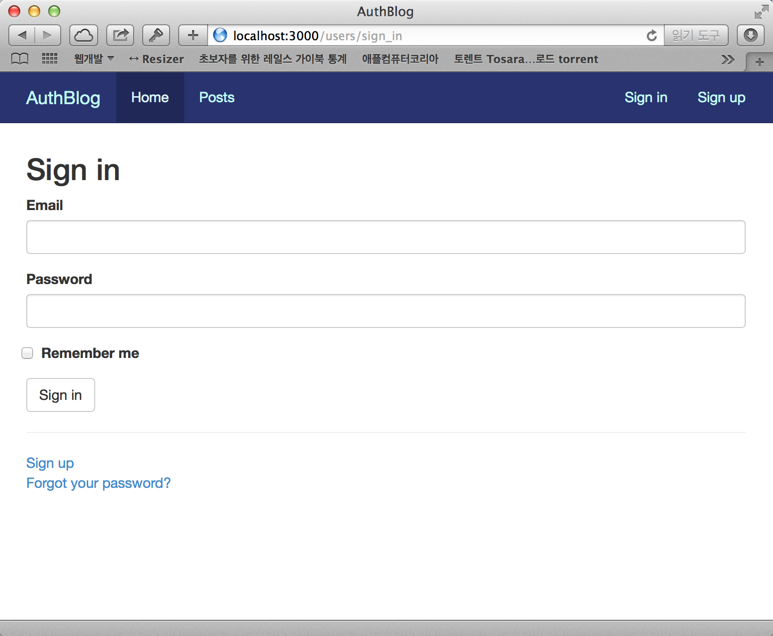 AuthBlog
localhost:3000/users/sign_in
읽기 도구
웹개발
Resizer
초보자를 위한 레일스 가이북 통계
애플컴퓨터코리아
토렌트 Tosara...로드 torrent
AuthBlog
Home
Posts
Sign in
Sign up
Sign in
Email
Password
Remember me
Sign in
Sign up
Forgot your password?